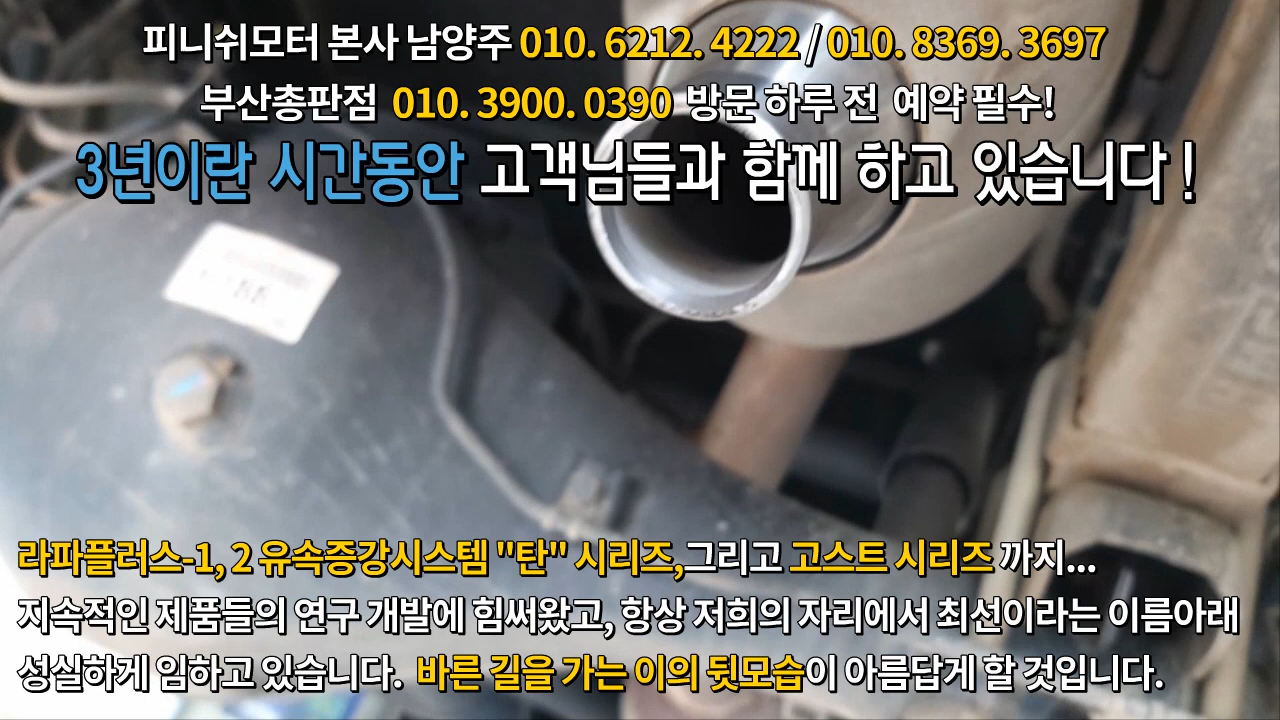 피니쉬모터 본사 남양주 010. 6212. 4222 / 010. 8369. 3697
부산총판점 010. 3900. 0390 방문 하루 전 예약 필수!
3년이란 시간동안 고객님들과 함께 하고 있습니다 !
라파플러스-1, 2 유속증강시스템 "탄" 시리즈,그리고 고스트 시리즈 까지...
지속적인 제품들의 연구 개발에 힘써왔고, 항상 저희의 자리에서 최선이라는 이름아래
성실하게 임하고 있습니다. 바른 길을 가는 이의 뒷모습이 아름답게 할 것입니다.